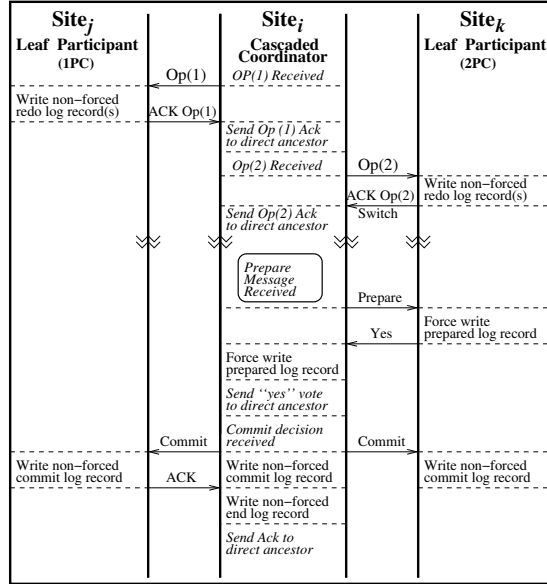 Site_j
Leaf Participant
(1PC)
Site_i
Cascaded
Coordinator
Site_k
Leaf Participant
(2PC)
Op(1)
OP(1) Received
Write non−forced
redo log record(s)
ACK Op(1)
Send Op (1) Ack
to direct ancestor
Op(2) Received
Op(2)
ACK Op(2)
Switch
Write non−forced
redo log record(s)
Send Op(2) Ack
to direct ancestor
Prepare
Message
Received
Prepare
Yes
Force write
prepared log record
Force write
prepared log record
Send ‘‘yes’’ vote
to direct ancestor
Commit decision
received
Commit
Commit
Write non−forced
commit log record
ACK
Write non−forced
commit log record
Write non−forced
commit log record
Write non−forced
end log record
Send Ack to
direct ancestor